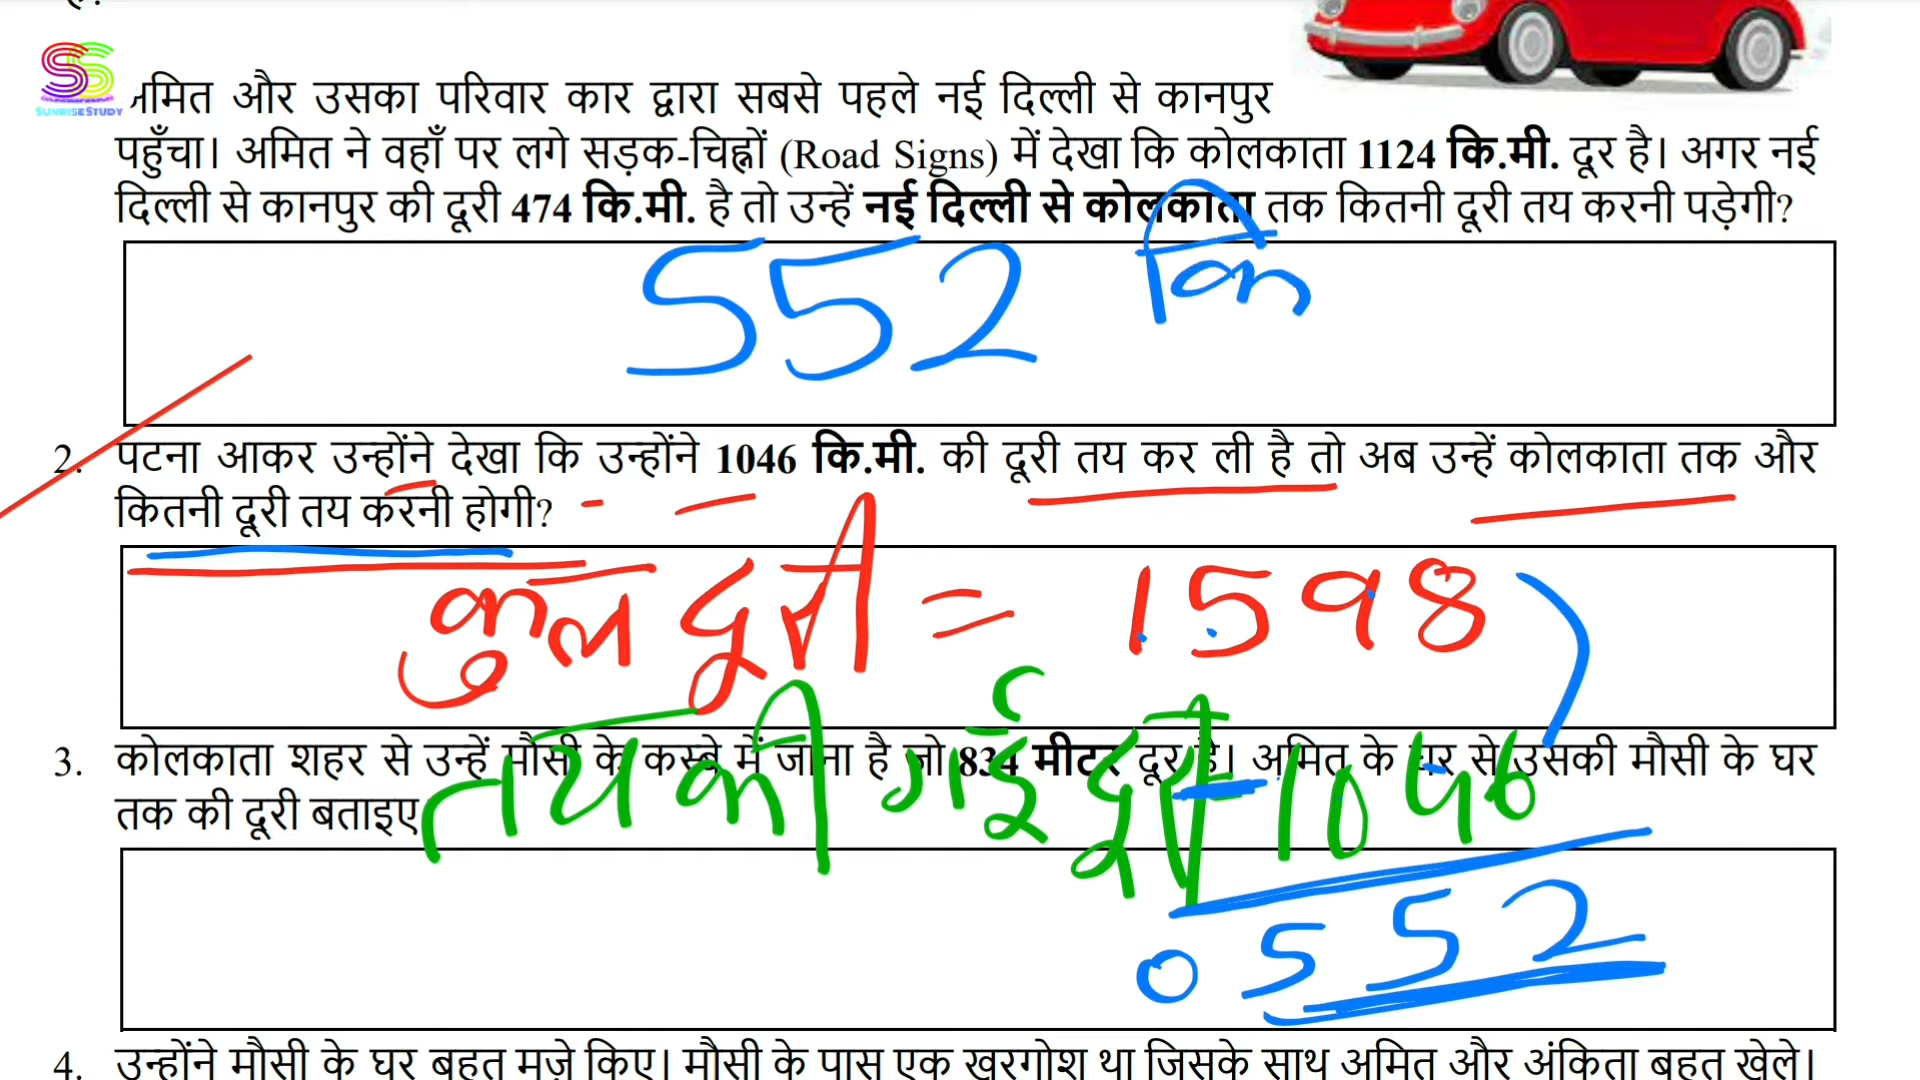 SS
SUNRISESTUDY
अमित और उसका परिवार कार द्वारा सबसे पहले नई दिल्ली से कानपुर
पहुँचा। अमित ने वहाँ पर लगे सड़क-चिह्नों (Road Signs) में देखा कि कोलकाता 1124 कि.मी. दूर है। अगर नई
दिल्ली से कानपुर की दूरी 474 कि.मी. है तो उन्हें नई दिल्ली से कोलकाता तक कितनी दूरी तय करनी पड़ेगी?
552 कि
2. पटना आकर उन्होंने देखा कि उन्होंने 1046 कि.मी. की दूरी तय कर ली है तो अब उन्हें कोलकाता तक और
कितनी दूरी तय करनी होगी?
कुल दूरी = 1598
3. कोलकाता शहर से उन्हें मौसी के कस्बे में जाना है जो 834 मीटर दूर है। अमित के घर से उसकी मौसी के घर
तक की दूरी बताइए
तय की गई दूरी - 1046
0552
4. उन्होंने मौसी के घर बहुत मज़े किए। मौसी के पास एक खरगोश था जिसके साथ अमित और अंकिता बहुत खेले।